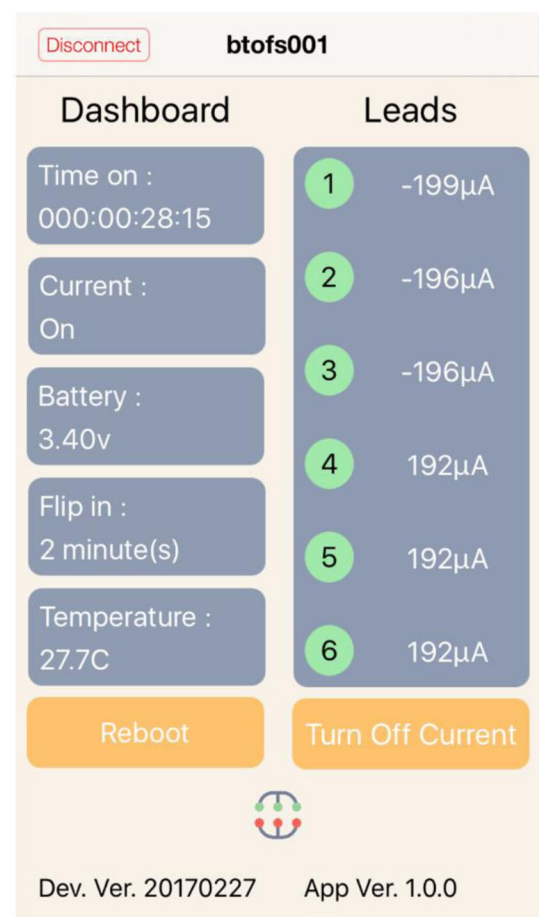 Disconnect btofs001
Dashboard
Time on :
000:00:28:15
Current :
On
Battery :
3.40v
Flip in :
2 minute(s)
Temperature :
27.7C
Reboot
Leads
1 -199µA
2 -196µA
3 -196µA
4 192µA
5 192µA
6 192µA
Turn Off Current
Dev. Ver. 20170227 App Ver. 1.0.0